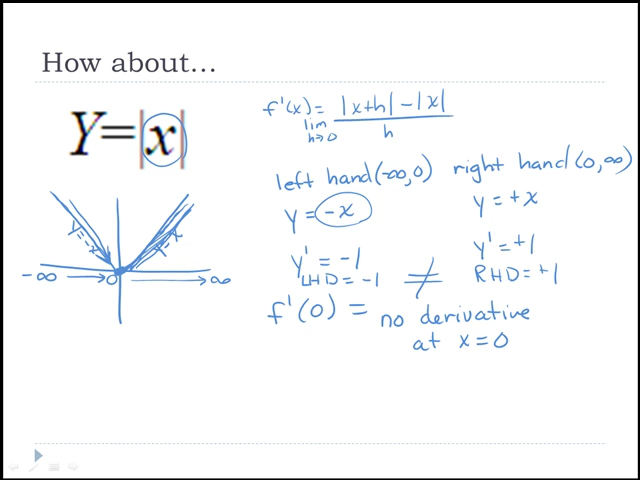 How about…
Y=|x|
f'(x) = lim h→0 |x+h| - |x| / h
left hand (-∞, 0) right hand (0, ∞)
y = -x y = +x
y' = -1 y' = +1
LHD = -1 ≠ RHD = +1
f'(0) = no derivative
at x = 0
y = -x y = x
-∞ → 0 → ∞